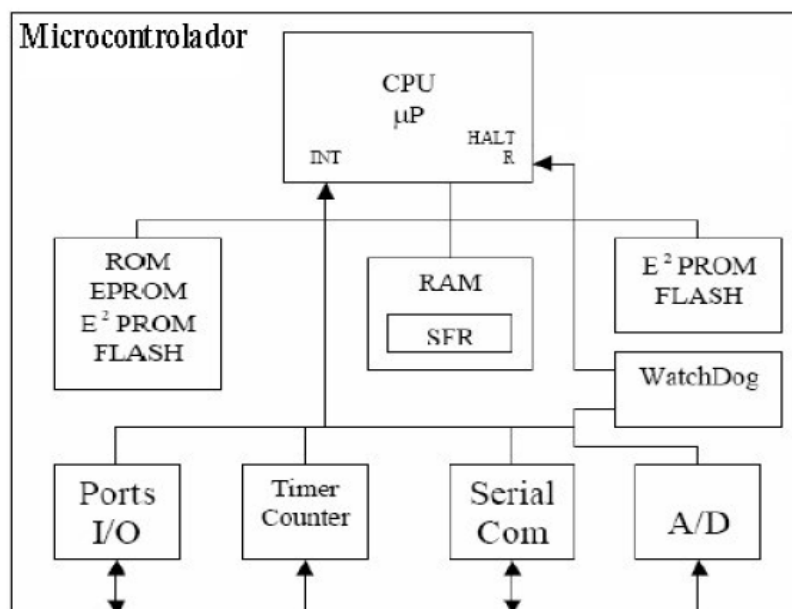 Microcontrolador
CPU
μP
HALT
INT
R
ROM
EPROM
E² PROM
FLASH
RAM
SFR
E² PROM
FLASH
WatchDog
Ports
I/O
Timer
Counter
Serial
Com
A/D